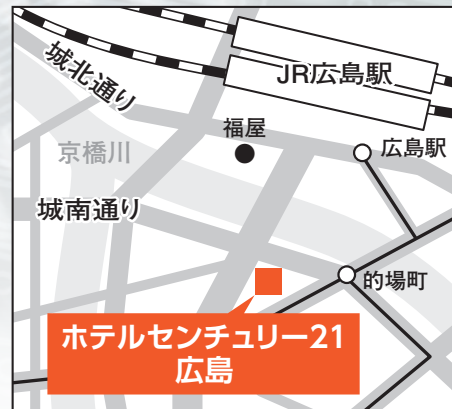 城北通り
JR広島駅
福屋
広島駅
京橋川
城南通り
的場町
ホテルセンチュリー21
広島